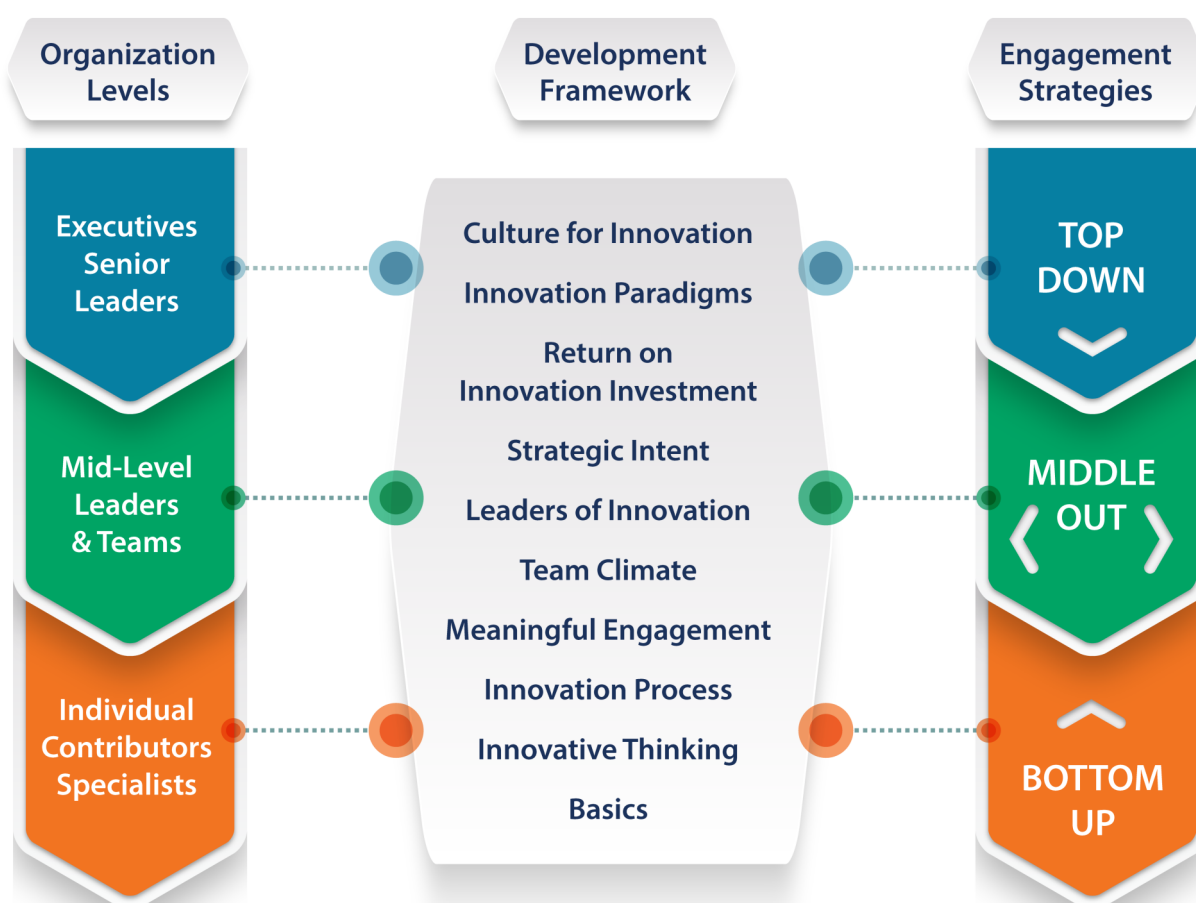 Organization
Levels
Development
Framework
Engagement
Strategies
Executives
Senior
Leaders
Mid-Level
Leaders
& Teams
Individual
Contributors
Specialists
Culture for Innovation
Innovation Paradigms
Return on
Innovation Investment
Strategic Intent
Leaders of Innovation
Team Climate
Meaningful Engagement
Innovation Process
Innovative Thinking
Basics
TOP
DOWN
MIDDLE
OUT
BOTTOM
UP